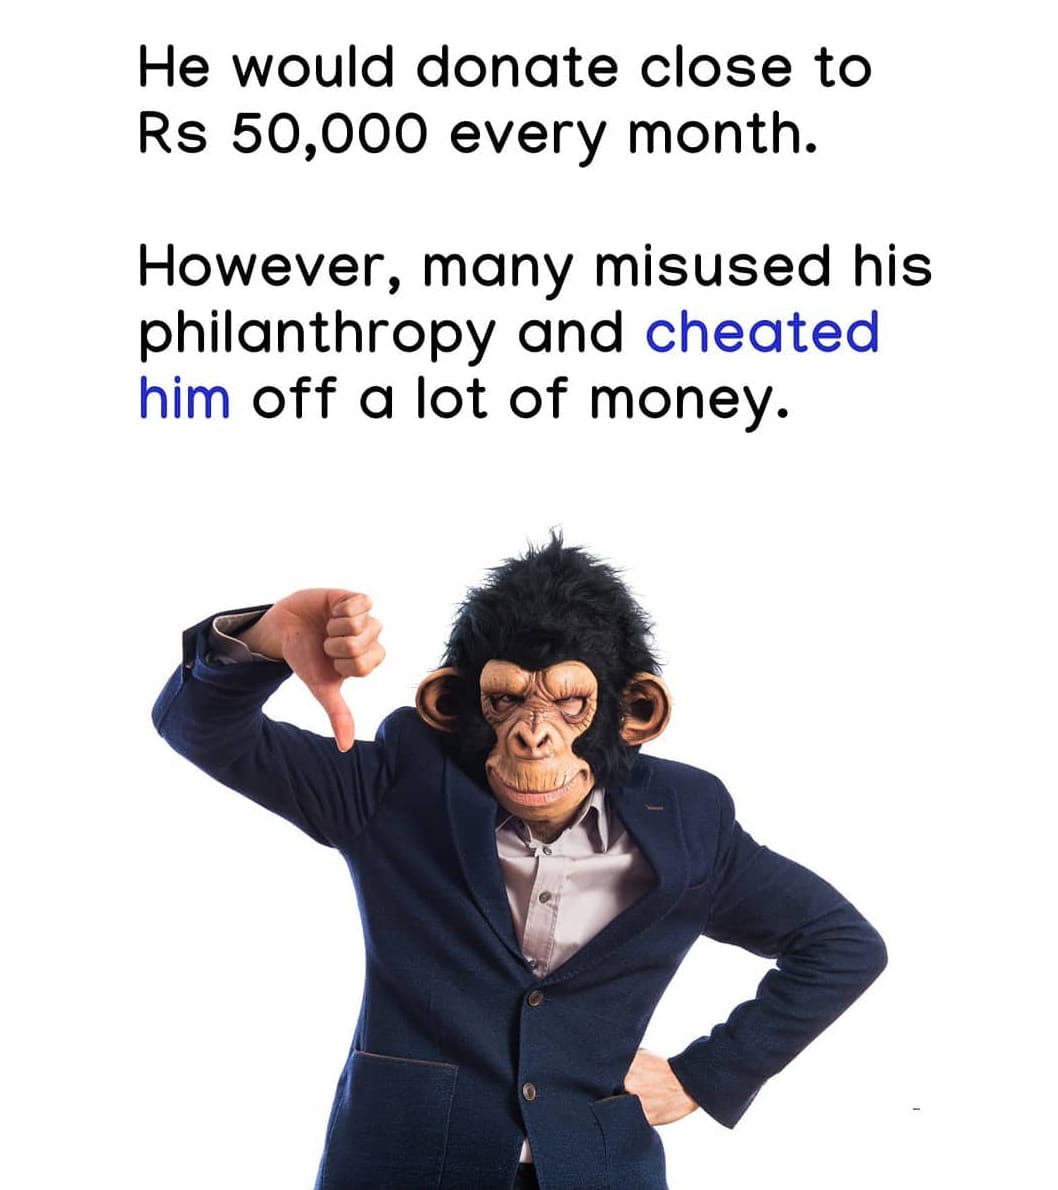 He would donate close to
Rs 50,000 every month.
However, many misused his
philanthropy and cheated
him off a lot of money.